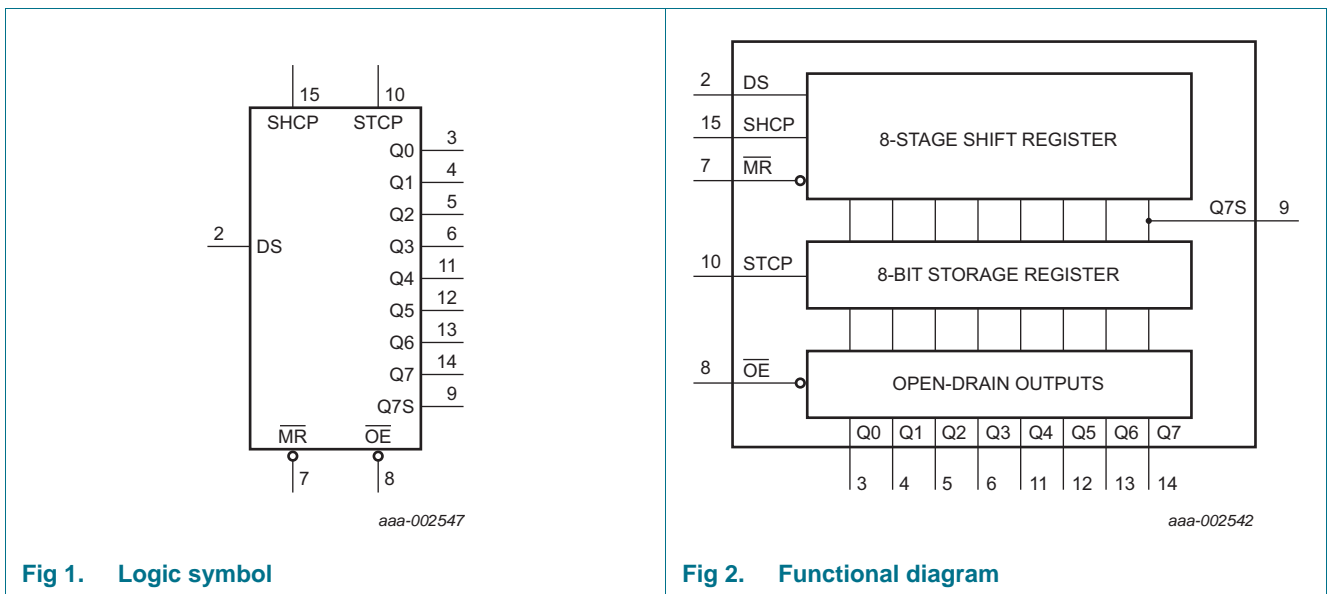 15 10
SHCP STCP
Q0 3
Q1 4
Q2 5
2 DS Q3 6
Q4 11
Q5 12
Q6 13
Q7 14
Q7S 9
MR OE
7 8
aaa-002547
Fig 1. Logic symbol
2 DS
15 SHCP
7 MR
8-STAGE SHIFT REGISTER
Q7S 9
10 STCP
8-BIT STORAGE REGISTER
8 OE
OPEN-DRAIN OUTPUTS
Q0 Q1 Q2 Q3 Q4 Q5 Q6 Q7
3 4 5 6 11 12 13 14
aaa-002542
Fig 2. Functional diagram